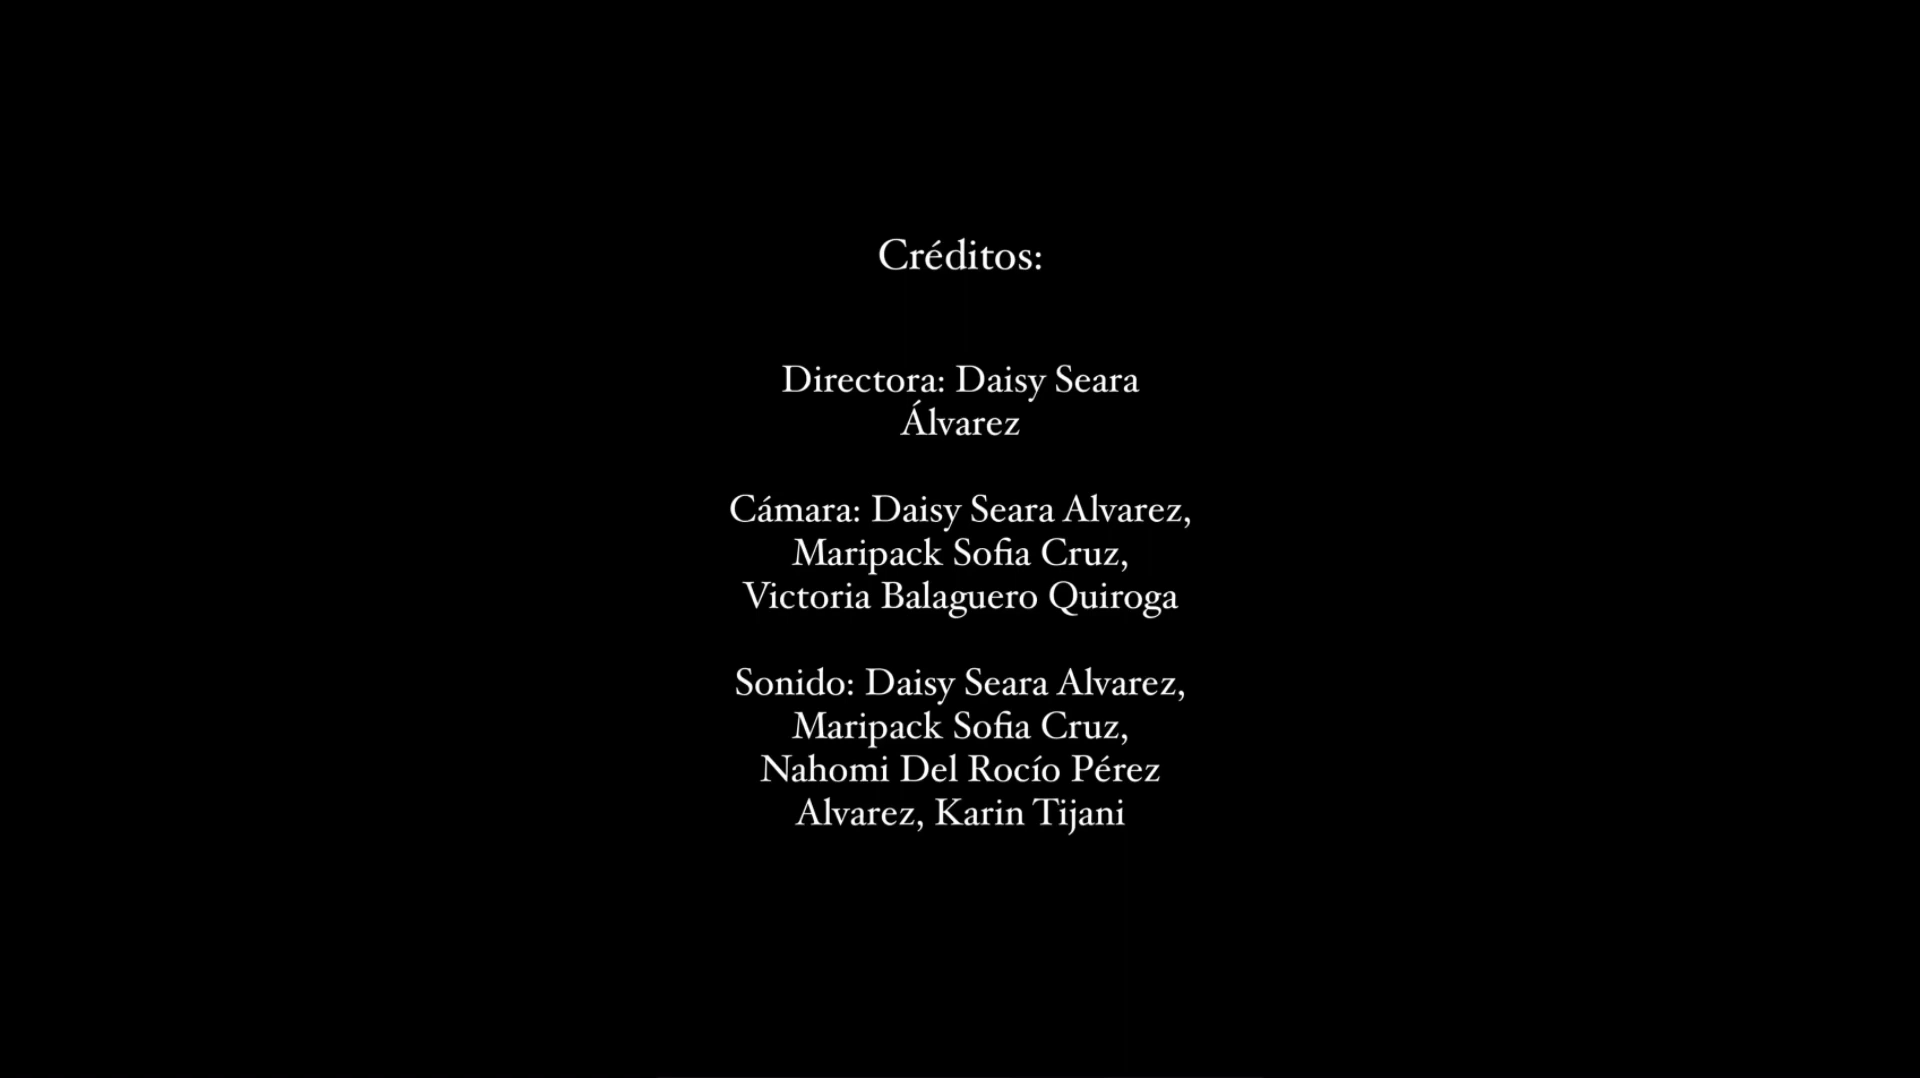 Créditos:
Directora: Daisy Seara
Álvarez
Cámara: Daisy Seara Alvarez,
Maripack Sofia Cruz,
Victoria Balaguero Quiroga
Sonido: Daisy Seara Alvarez,
Maripack Sofia Cruz,
Nahomi Del Rocío Pérez
Alvarez, Karin Tijani